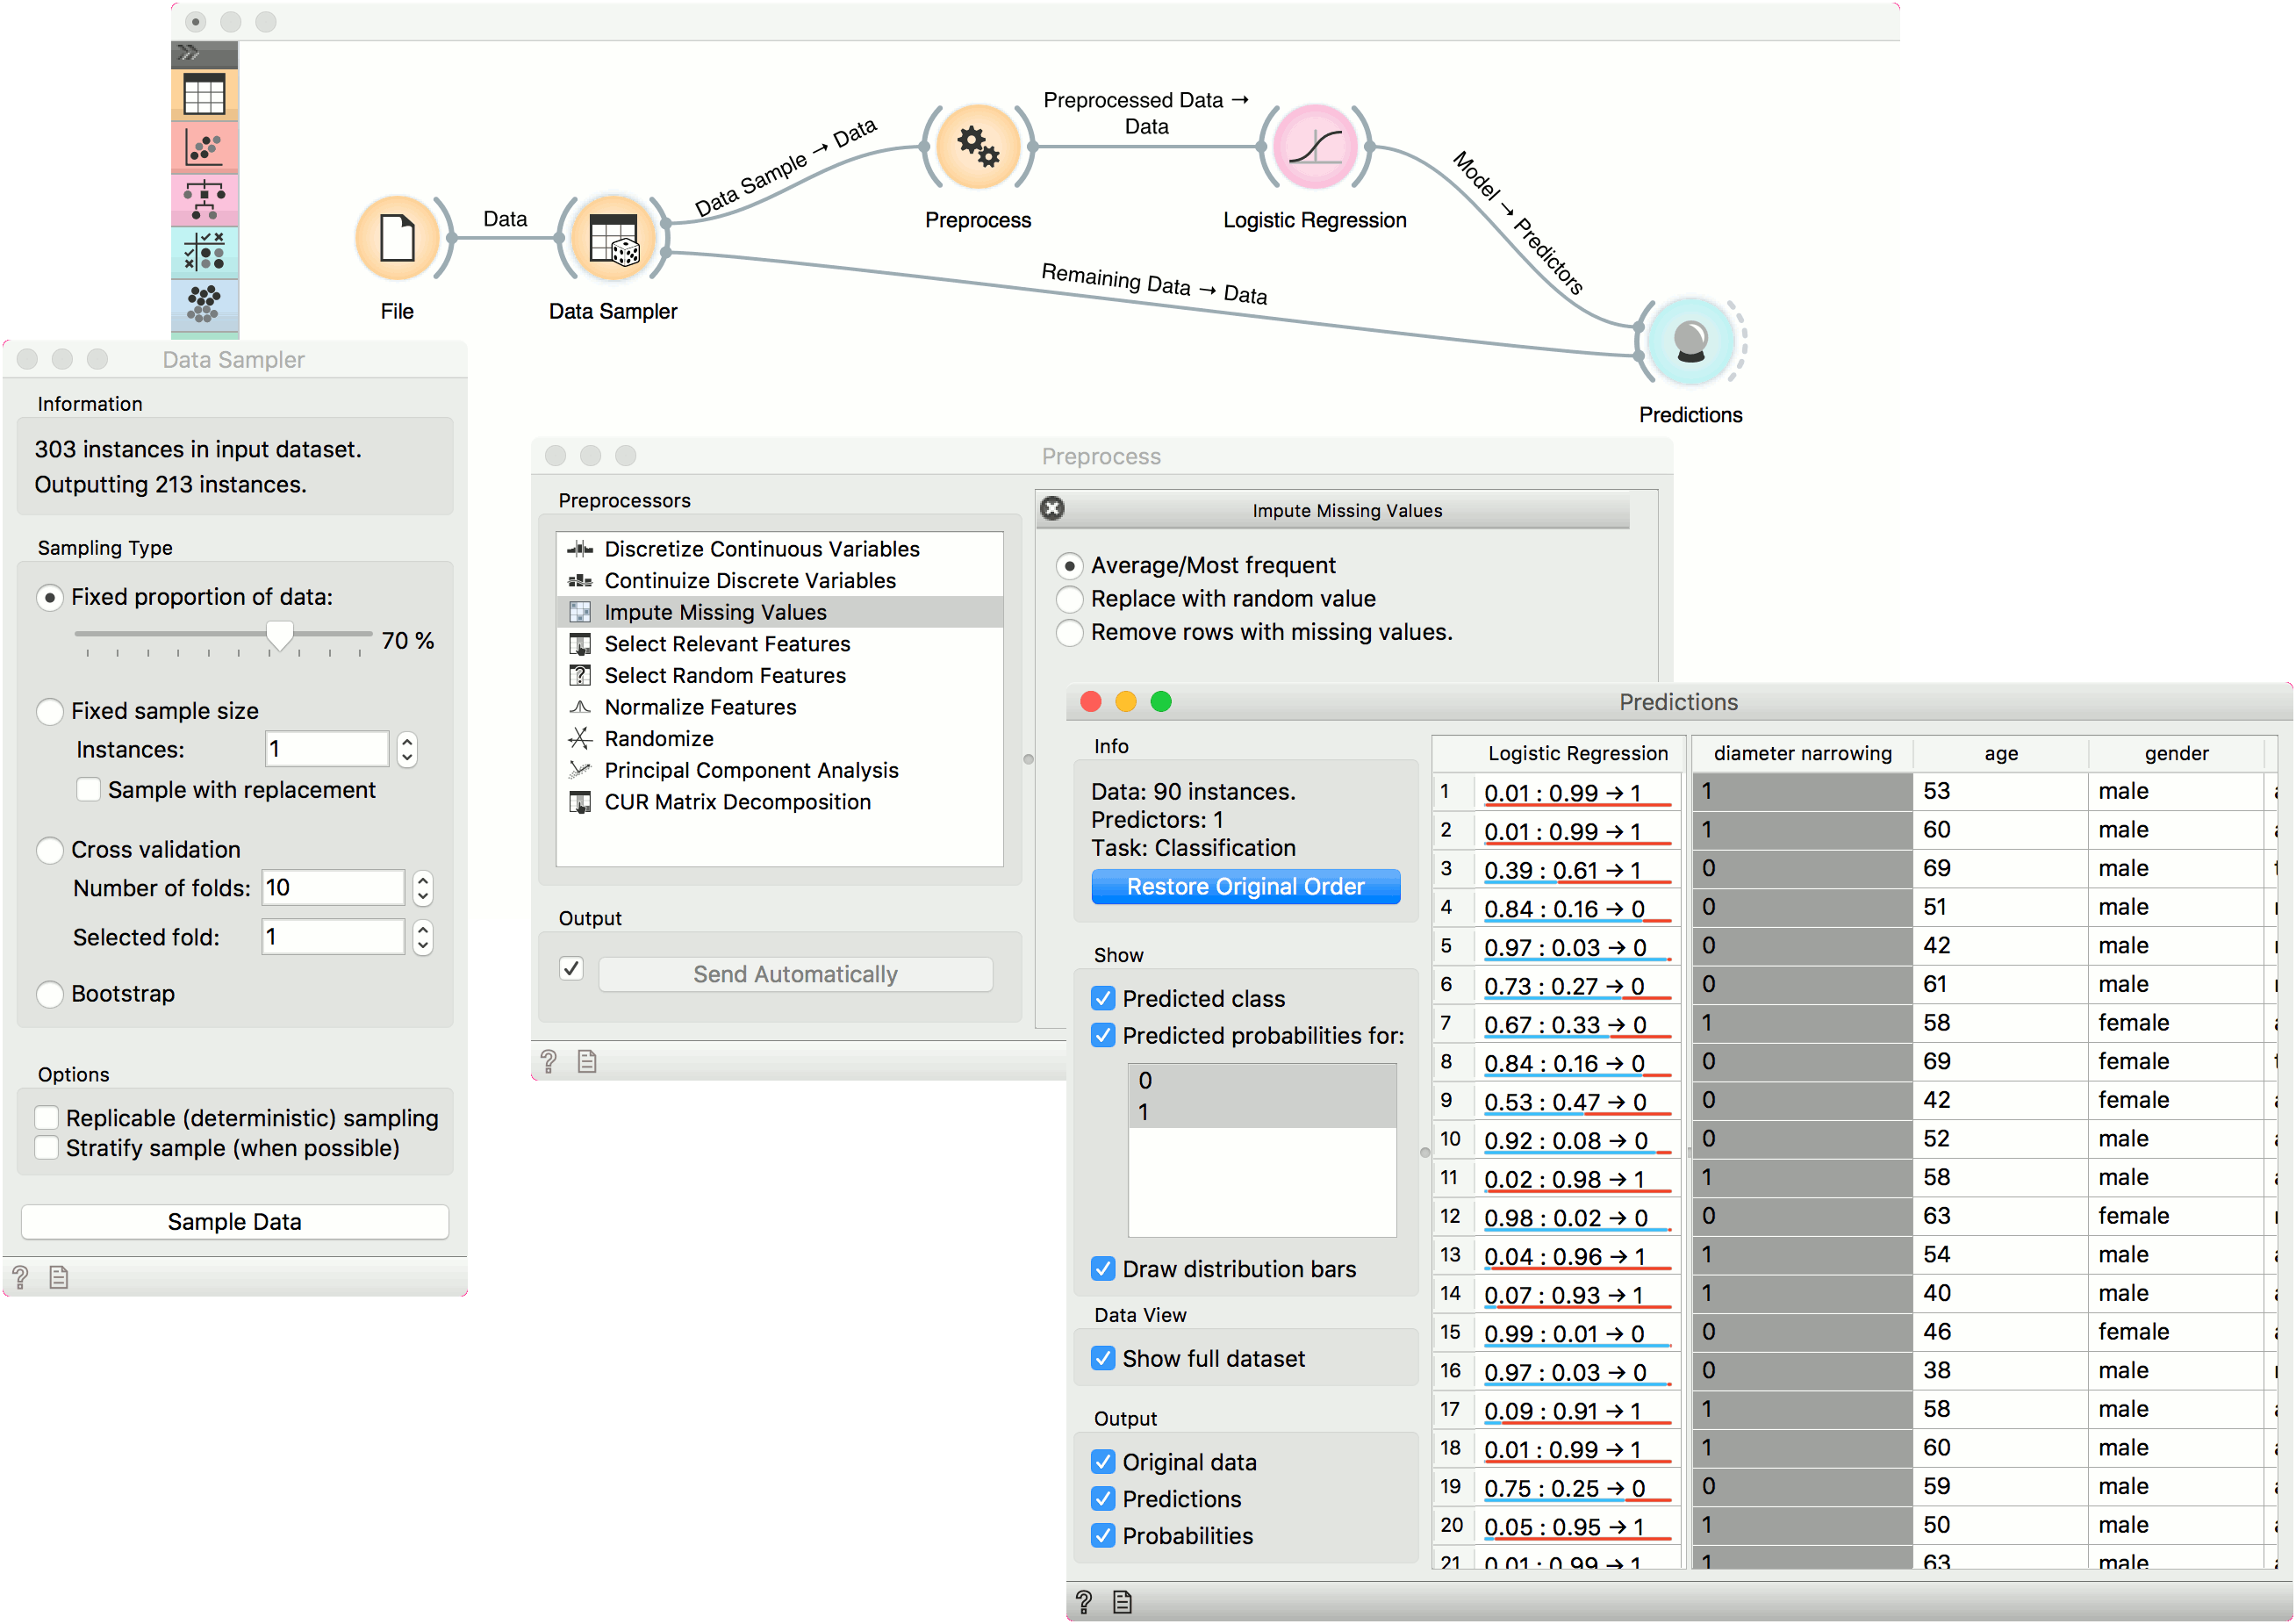 Data
Data Sample → Data
Preprocessed Data →
Data
Model → Predictors
Remaining Data → Data
File
Data Sampler
Preprocess
Logistic Regression
Predictions
Data Sampler
Information
303 instances in input dataset.
Outputting 213 instances.
Sampling Type
Fixed proportion of data:
70 %
Fixed sample size
Instances: 1
Sample with replacement
Cross validation
Number of folds: 10
Selected fold: 1
Bootstrap
Options
Replicable (deterministic) sampling
Stratify sample (when possible)
Sample Data
Preprocess
Preprocessors
Discretize Continuous Variables
Continuize Discrete Variables
Impute Missing Values
Select Relevant Features
Select Random Features
Normalize Features
Randomize
Principal Component Analysis
CUR Matrix Decomposition
Output
Send Automatically
Impute Missing Values
Average/Most frequent
Replace with random value
Remove rows with missing values.
Predictions
Info
Data: 90 instances.
Predictors: 1
Task: Classification
Restore Original Order
Show
Predicted class
Predicted probabilities for:
0
1
Draw distribution bars
Data View
Show full dataset
Output
Original data
Predictions
Probabilities
Logistic Regression diameter narrowing age gender
1 0.01 : 0.99 → 1 1 53 male
2 0.01 : 0.99 → 1 1 60 male
3 0.39 : 0.61 → 1 0 69 male
4 0.84 : 0.16 → 0 0 51 male
5 0.97 : 0.03 → 0 0 42 male
6 0.73 : 0.27 → 0 0 61 male
7 0.67 : 0.33 → 0 1 58 female
8 0.84 : 0.16 → 0 0 69 female
9 0.53 : 0.47 → 0 0 42 female
10 0.92 : 0.08 → 0 0 52 male
11 0.02 : 0.98 → 1 1 58 male
12 0.98 : 0.02 → 0 0 63 female
13 0.04 : 0.96 → 1 1 54 male
14 0.07 : 0.93 → 1 1 40 male
15 0.99 : 0.01 → 0 0 46 female
16 0.97 : 0.03 → 0 0 38 male
17 0.09 : 0.91 → 1 1 58 male
18 0.01 : 0.99 → 1 1 60 male
19 0.75 : 0.25 → 0 0 59 male
20 0.05 : 0.95 → 1 1 50 male
21 0.01 : 0.99 → 1 1 63 male